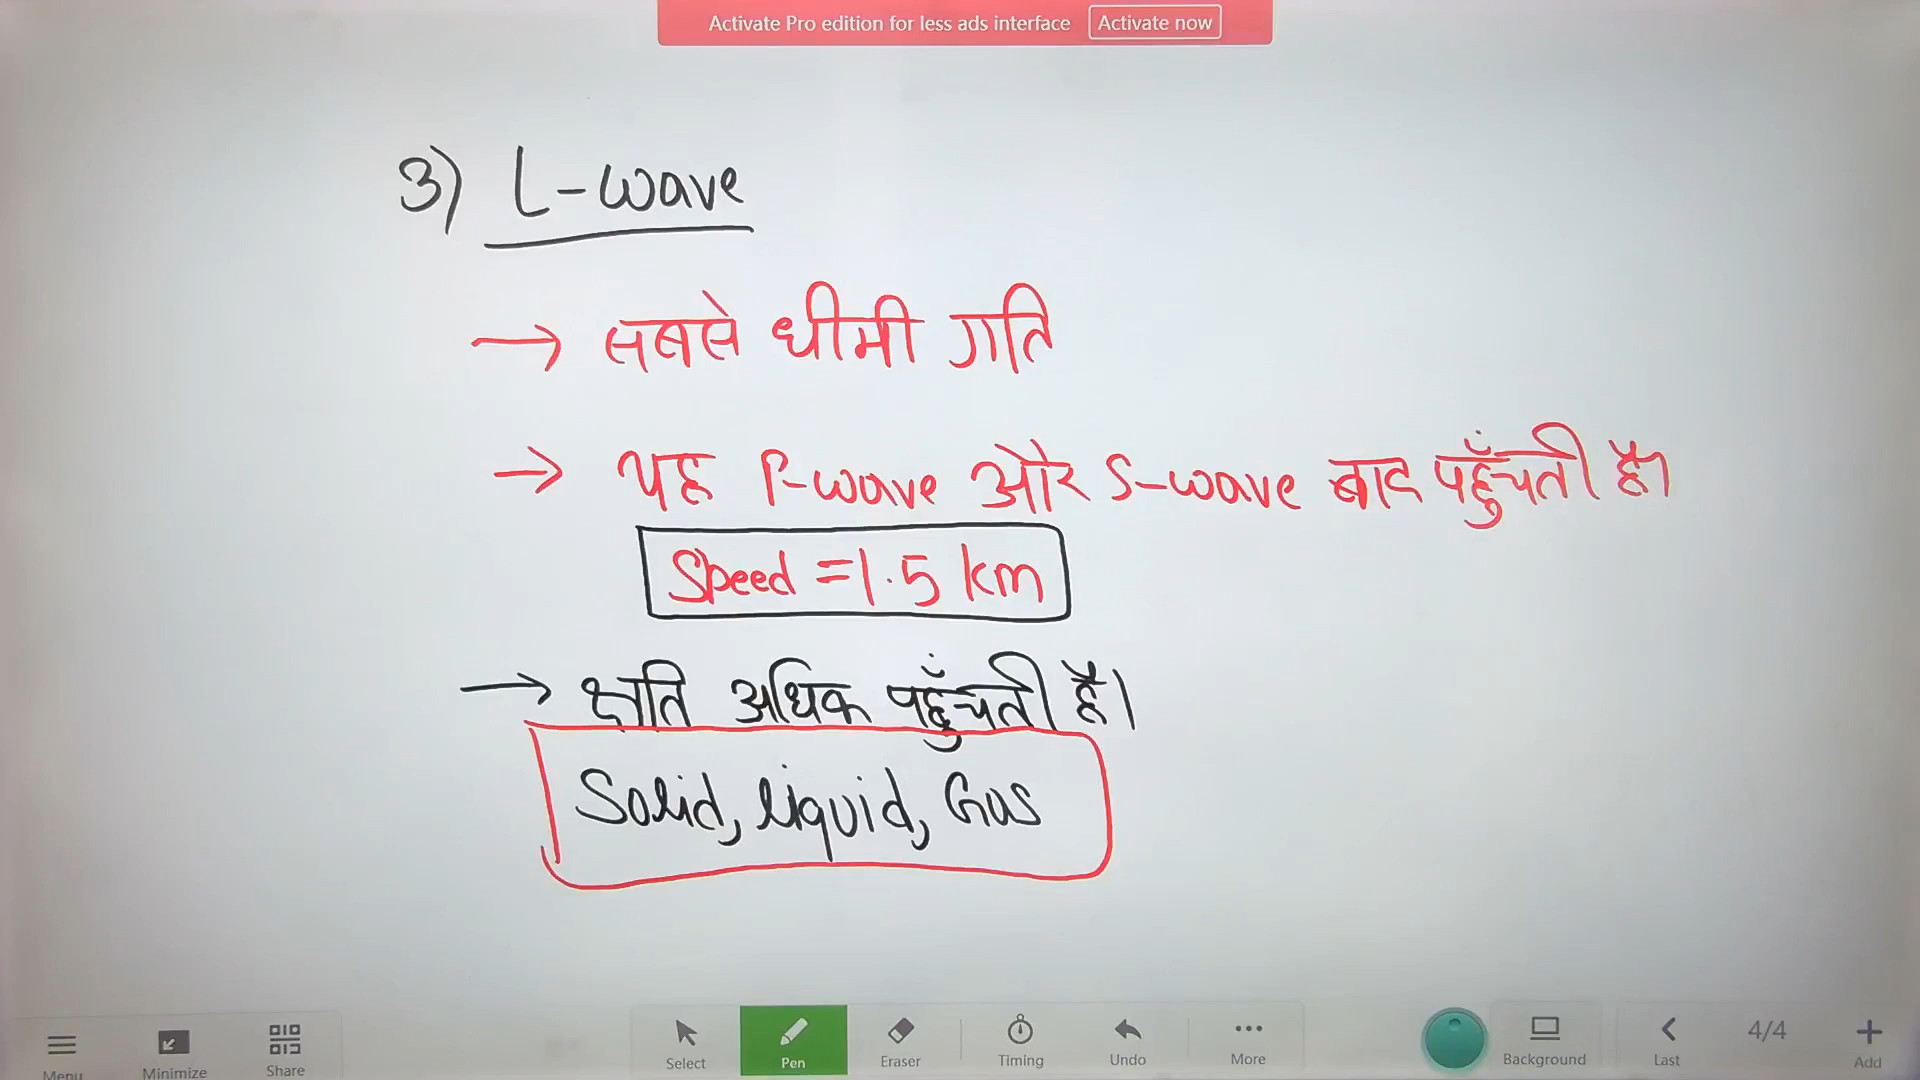 Activate Pro edition for less ads interface Activate now
3) L-wave
→ सबसे धीमी गति
→ यह P-wave और S-wave बाद पहुँचती है।
Speed = 1.5 km
→ क्षति अधिक पहुँचती है।
Solid, liquid, Gas
Menu Minimize Share Select Pen Eraser Timing Undo More Background Last 4/4 Add